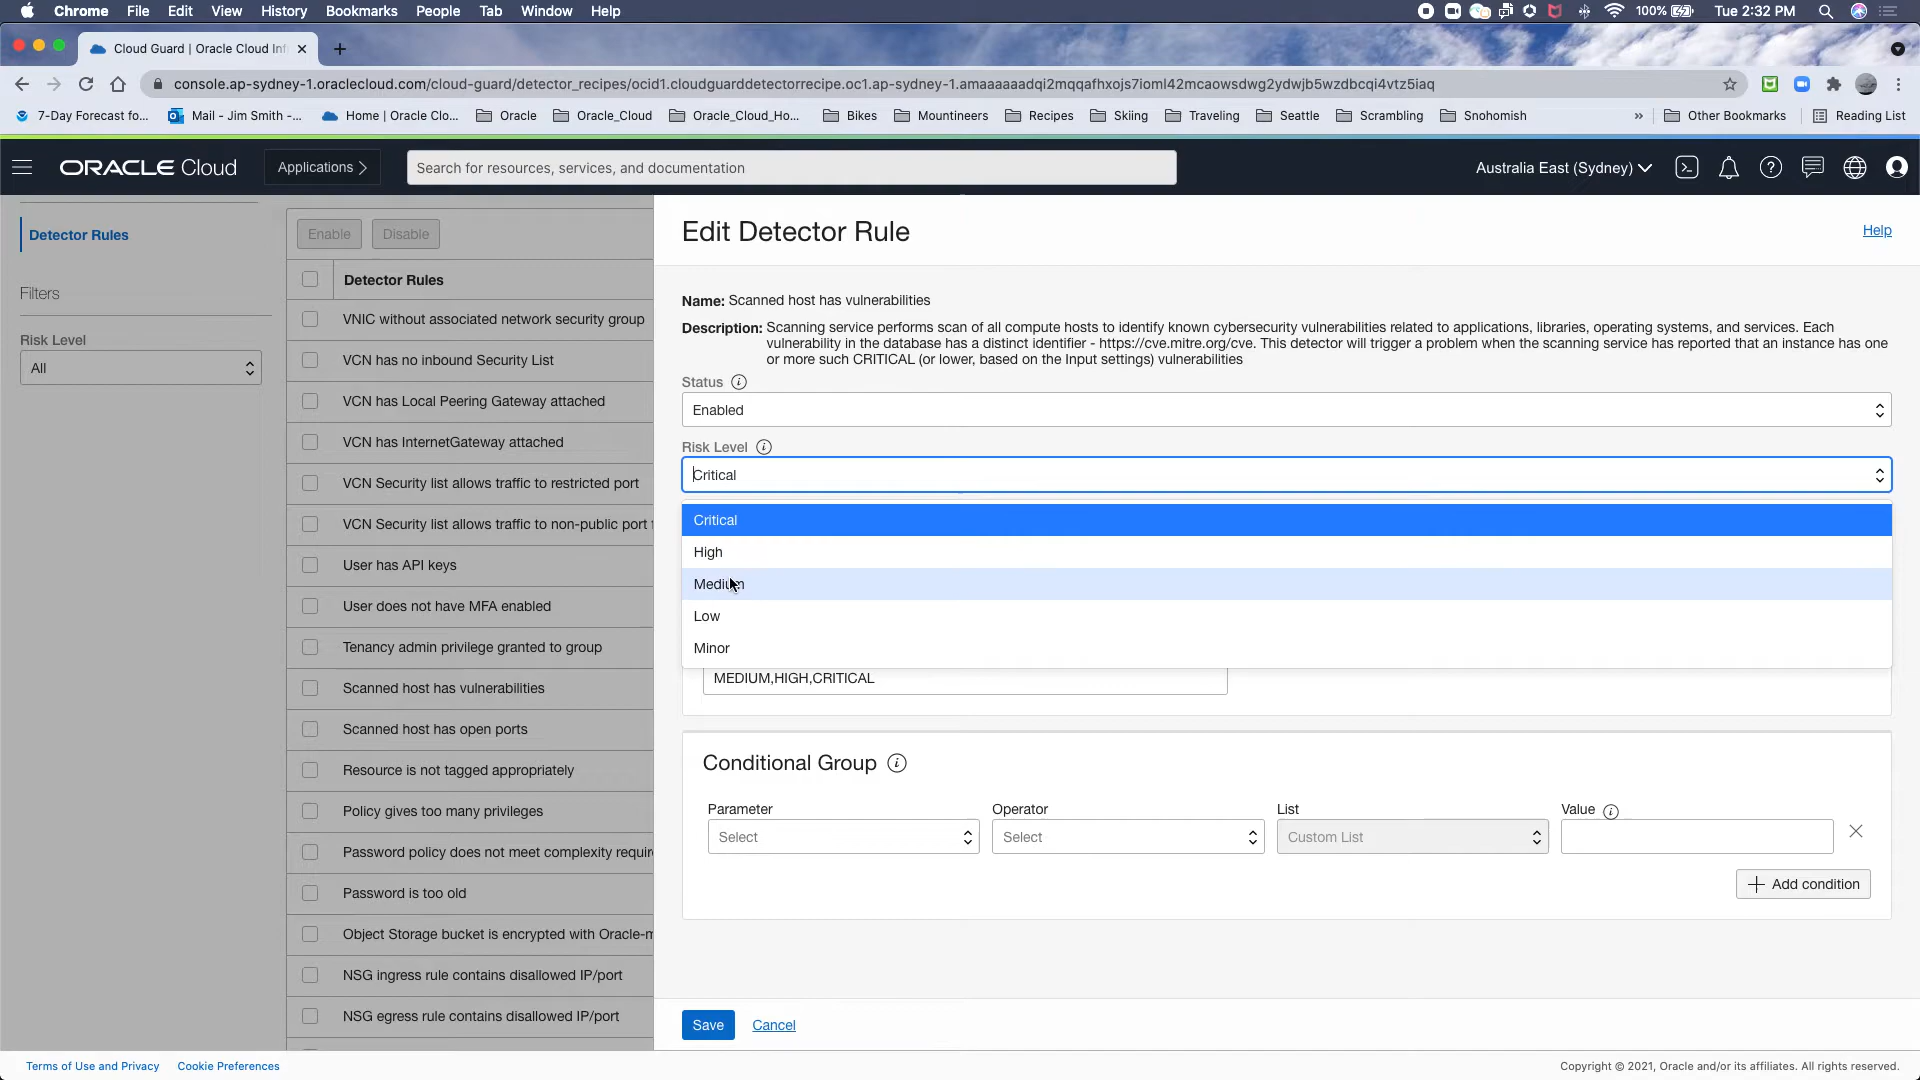 Chrome File Edit View History Bookmarks People Tab Window Help
100% Tue 2:32 PM
Cloud Guard | Oracle Cloud Inf
console.ap-sydney-1.oraclecloud.com/cloud-guard/detector_recipes/ocid1.cloudguarddetectorrecipe.oc1.ap-sydney-1.amaaaaaadqi2mqqafhxojs7ioml42mcaowsdwg2ydwjb5wzdbcqi4vtz5iaq
7-Day Forecast fo... Mail - Jim Smith -... Home | Oracle Clo... Oracle Oracle_Cloud Oracle_Cloud_Ho... Bikes Mountineers Recipes Skiing Traveling Seattle Scrambling Snohomish » Other Bookmarks Reading List
ORACLE Cloud Applications Search for resources, services, and documentation Australia East (Sydney)
Detector Rules
Filters
Risk Level
All
Enable Disable
Detector Rules
VNIC without associated network security group
VCN has no inbound Security List
VCN has Local Peering Gateway attached
VCN has InternetGateway attached
VCN Security list allows traffic to restricted port
VCN Security list allows traffic to non-public port
User has API keys
User does not have MFA enabled
Tenancy admin privilege granted to group
Scanned host has vulnerabilities
Scanned host has open ports
Resource is not tagged appropriately
Policy gives too many privileges
Password policy does not meet complexity requir
Password is too old
Object Storage bucket is encrypted with Oracle-m
NSG ingress rule contains disallowed IP/port
NSG egress rule contains disallowed IP/port
Edit Detector Rule
Help
Name: Scanned host has vulnerabilities
Description: Scanning service performs scan of all compute hosts to identify known cybersecurity vulnerabilities related to applications, libraries, operating systems, and services. Each
vulnerability in the database has a distinct identifier - https://cve.mitre.org/cve. This detector will trigger a problem when the scanning service has reported that an instance has one
or more such CRITICAL (or lower, based on the Input settings) vulnerabilities
Status
Enabled
Risk Level
Critical
Critical
High
Medium
Low
Minor
MEDIUM,HIGH,CRITICAL
Conditional Group
Parameter Operator List Value
Select Select Custom List
Add condition
Save Cancel
Terms of Use and Privacy Cookie Preferences
Copyright © 2021, Oracle and/or its affiliates. All rights reserved.